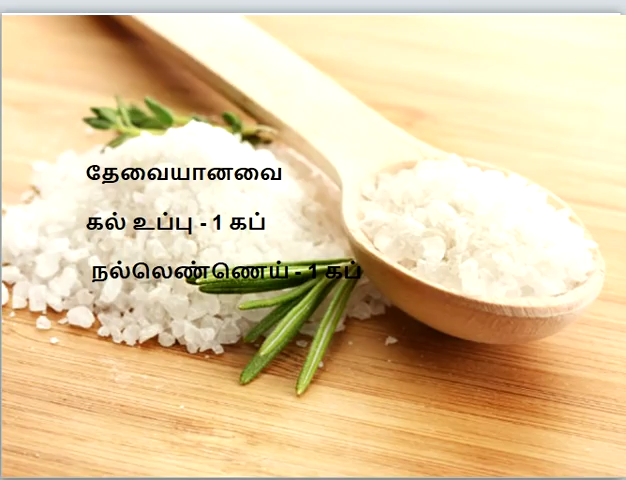 தேவையானவை
கல் உப்பு - 1 கப்
நல்லெண்ணெய் - 1 கப்